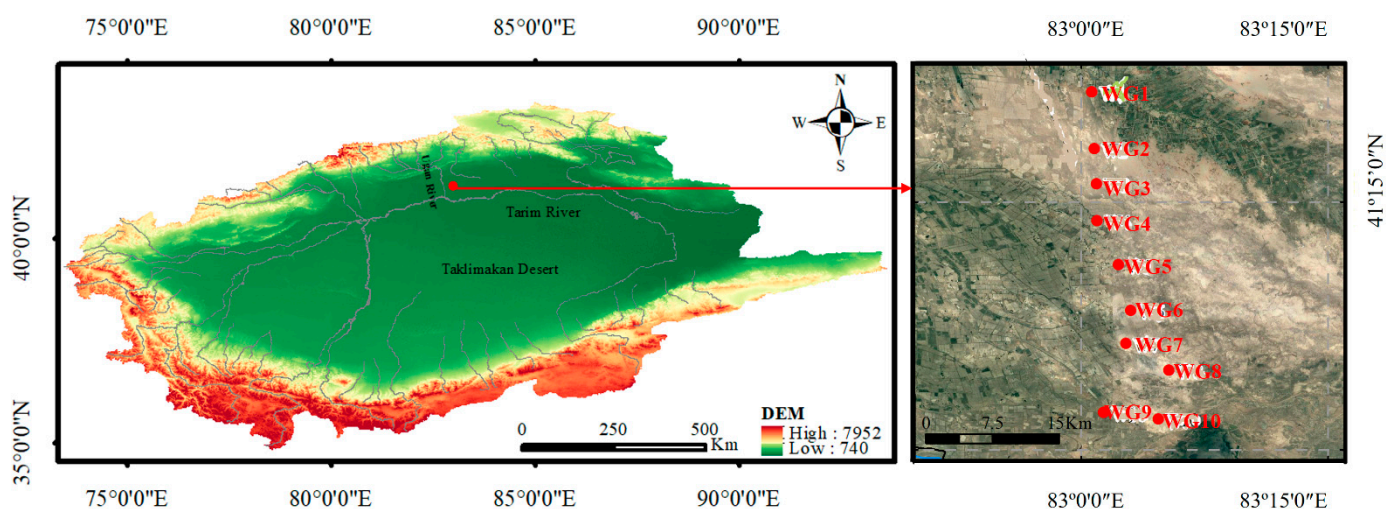 75°0'0"E 80°0'0"E 85°0'0"E 90°0'0"E
83°0'0"E 83°15'0"E
N
W E
S
Ugan River
Tarim River
Taklimakan Desert
40°0'0"N
35°0'0"N
DEM
High : 7952
Low : 740
0 250 500
Km
75°0'0"E 80°0'0"E 85°0'0"E 90°0'0"E
WG1
WG2
WG3
WG4
WG5
WG6
WG7
WG8
WG9
WG10
41°15'0"N
0 7.5 15Km
83°0'0"E 83°15'0"E